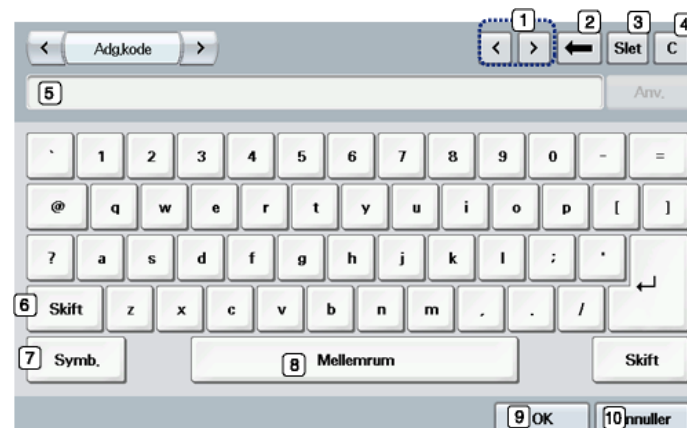 1 2 3 4
< Adg.kode > < > ← Slet C
5 Anv.
` 1 2 3 4 5 6 7 8 9 0 - =
@ q w e r t y u i o p [ ]
? a s d f g h j k l ; '
6 Skift z x c v b n m , . /
7 Symb. 8 Mellemrum Skift
9 OK 10 nnuller